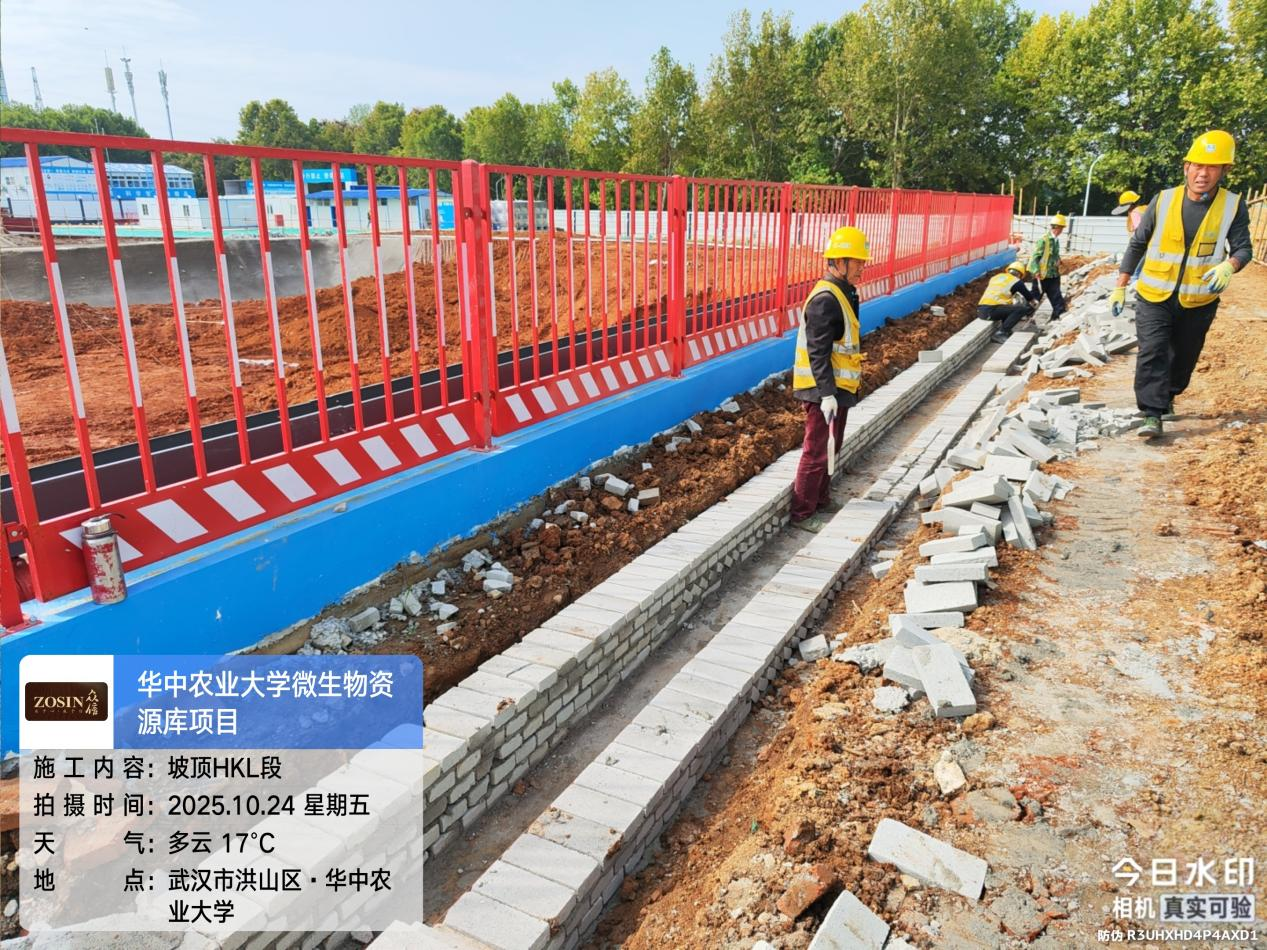 ZOSIN 众信
华中农业大学微生物资
源库项目
施工内容：坡顶HKL段
拍摄时间：2025.10.24 星期五
天气：多云 17℃
地点：武汉市洪山区·华中农
业大学
今日水印
相机 真实可验
防伪 R3UHXHD4P4AXD1